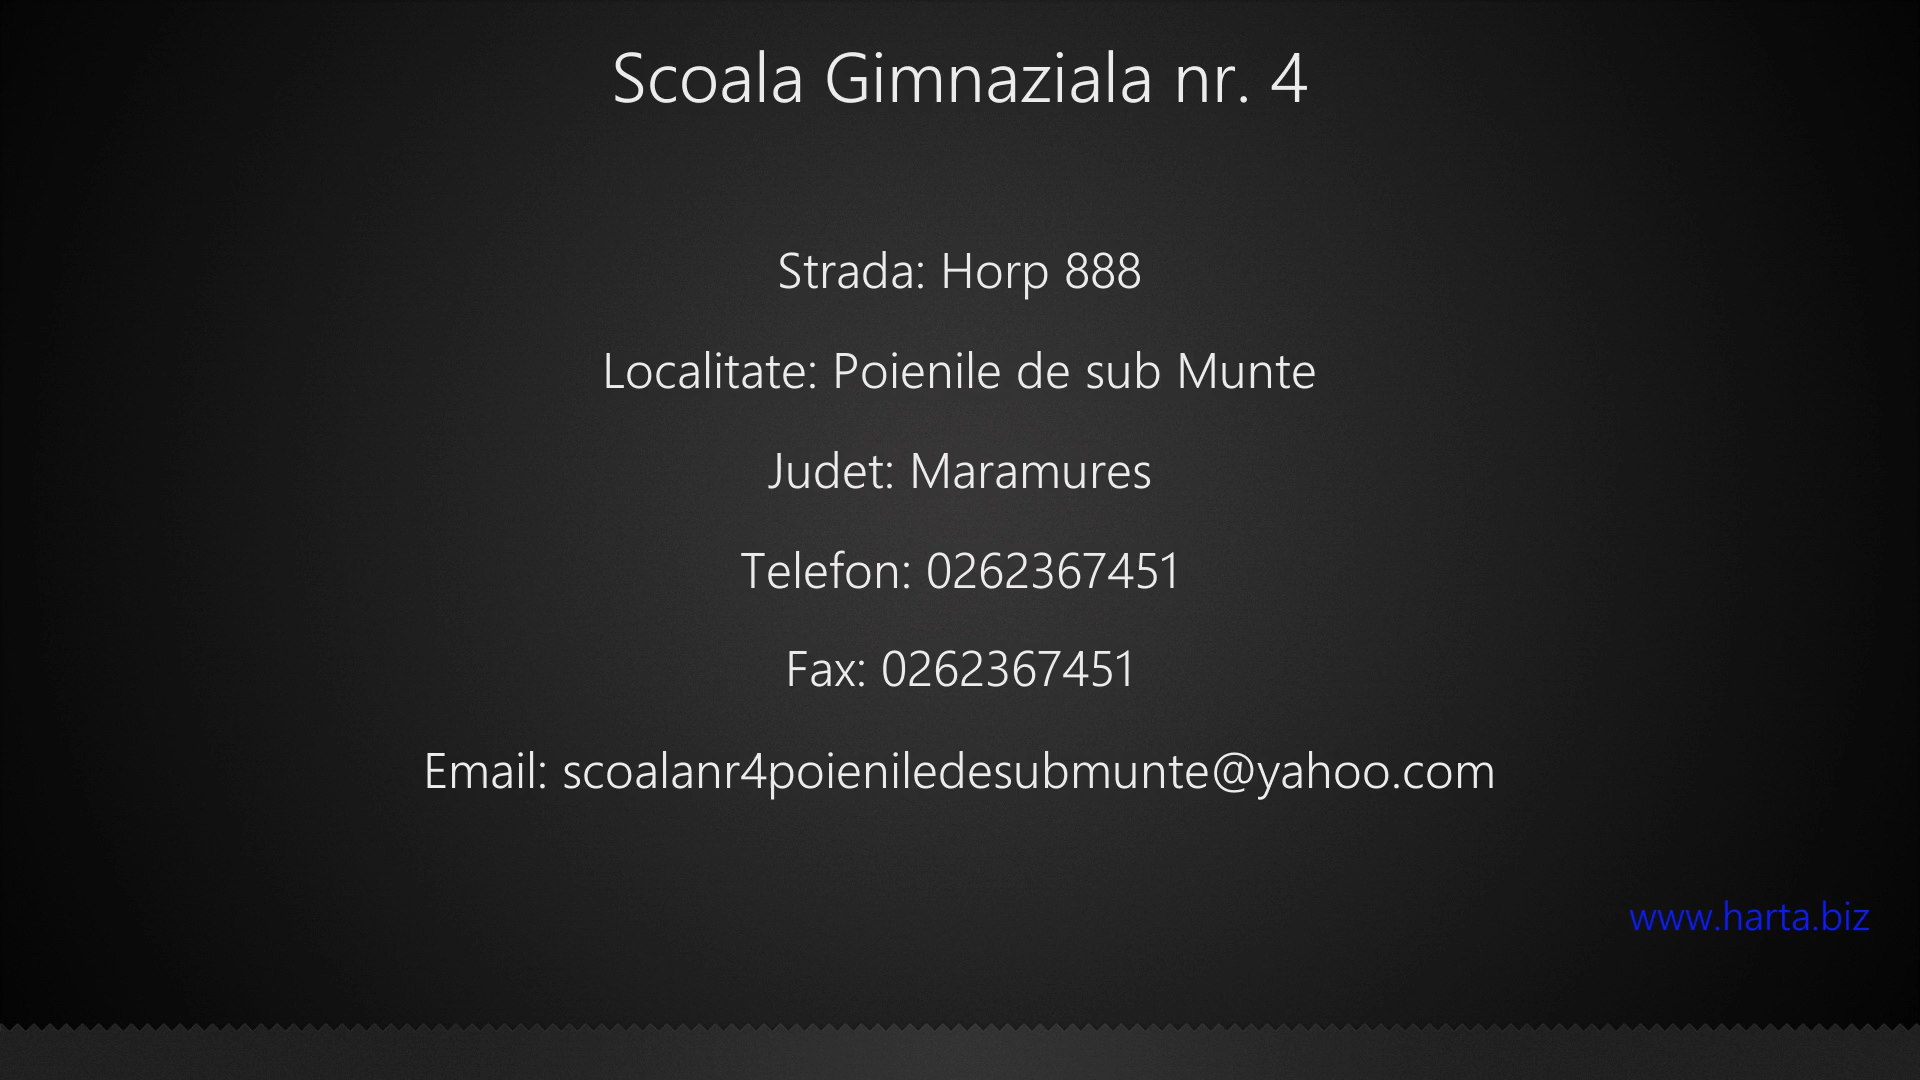 Scoala Gimnaziala nr. 4
Strada: Horp 888
Localitate: Poienile de sub Munte
Judet: Maramures
Telefon: 0262367451
Fax: 0262367451
Email: scoalanr4poieniledesubmunte@yahoo.com
www.harta.biz